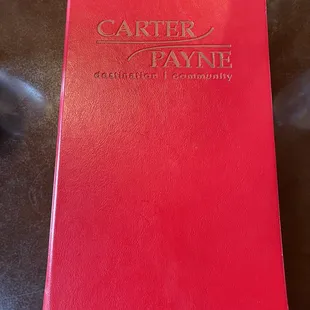 CARTER
PAYNE
destination | community